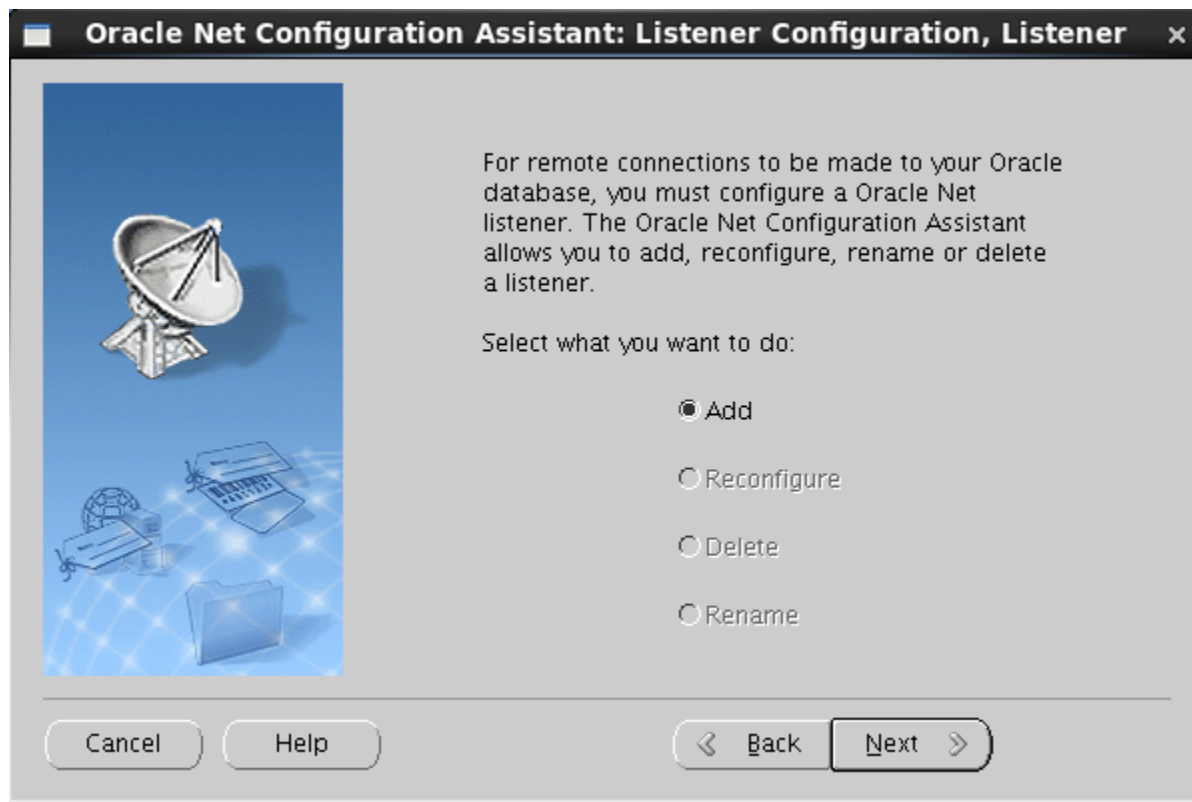 Oracle Net Configuration Assistant: Listener Configuration, Listener
For remote connections to be made to your Oracle
database, you must configure a Oracle Net
listener. The Oracle Net Configuration Assistant
allows you to add, reconfigure, rename or delete
a listener.
Select what you want to do:
Add
Reconfigure
Delete
Rename
Cancel
Help
Back
Next